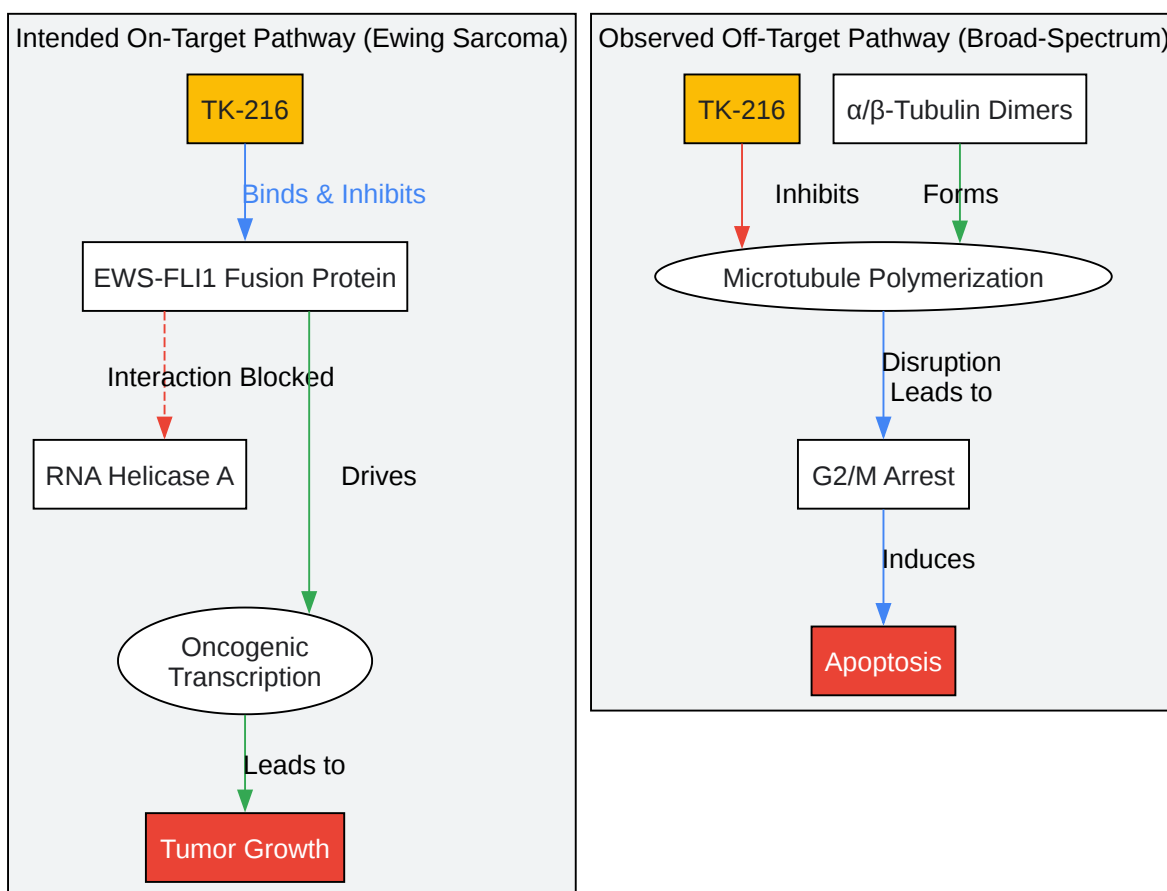 Intended On-Target Pathway (Ewing Sarcoma)
TK-216
Binds & Inhibits
EWS-FLI1 Fusion Protein
Interaction Blocked
RNA Helicase A
Drives
Oncogenic
Transcription
Leads to
Tumor Growth
Observed Off-Target Pathway (Broad-Spectrum)
TK-216
α/β-Tubulin Dimers
Inhibits
Forms
Microtubule Polymerization
Disruption
Leads to
G2/M Arrest
Induces
Apoptosis